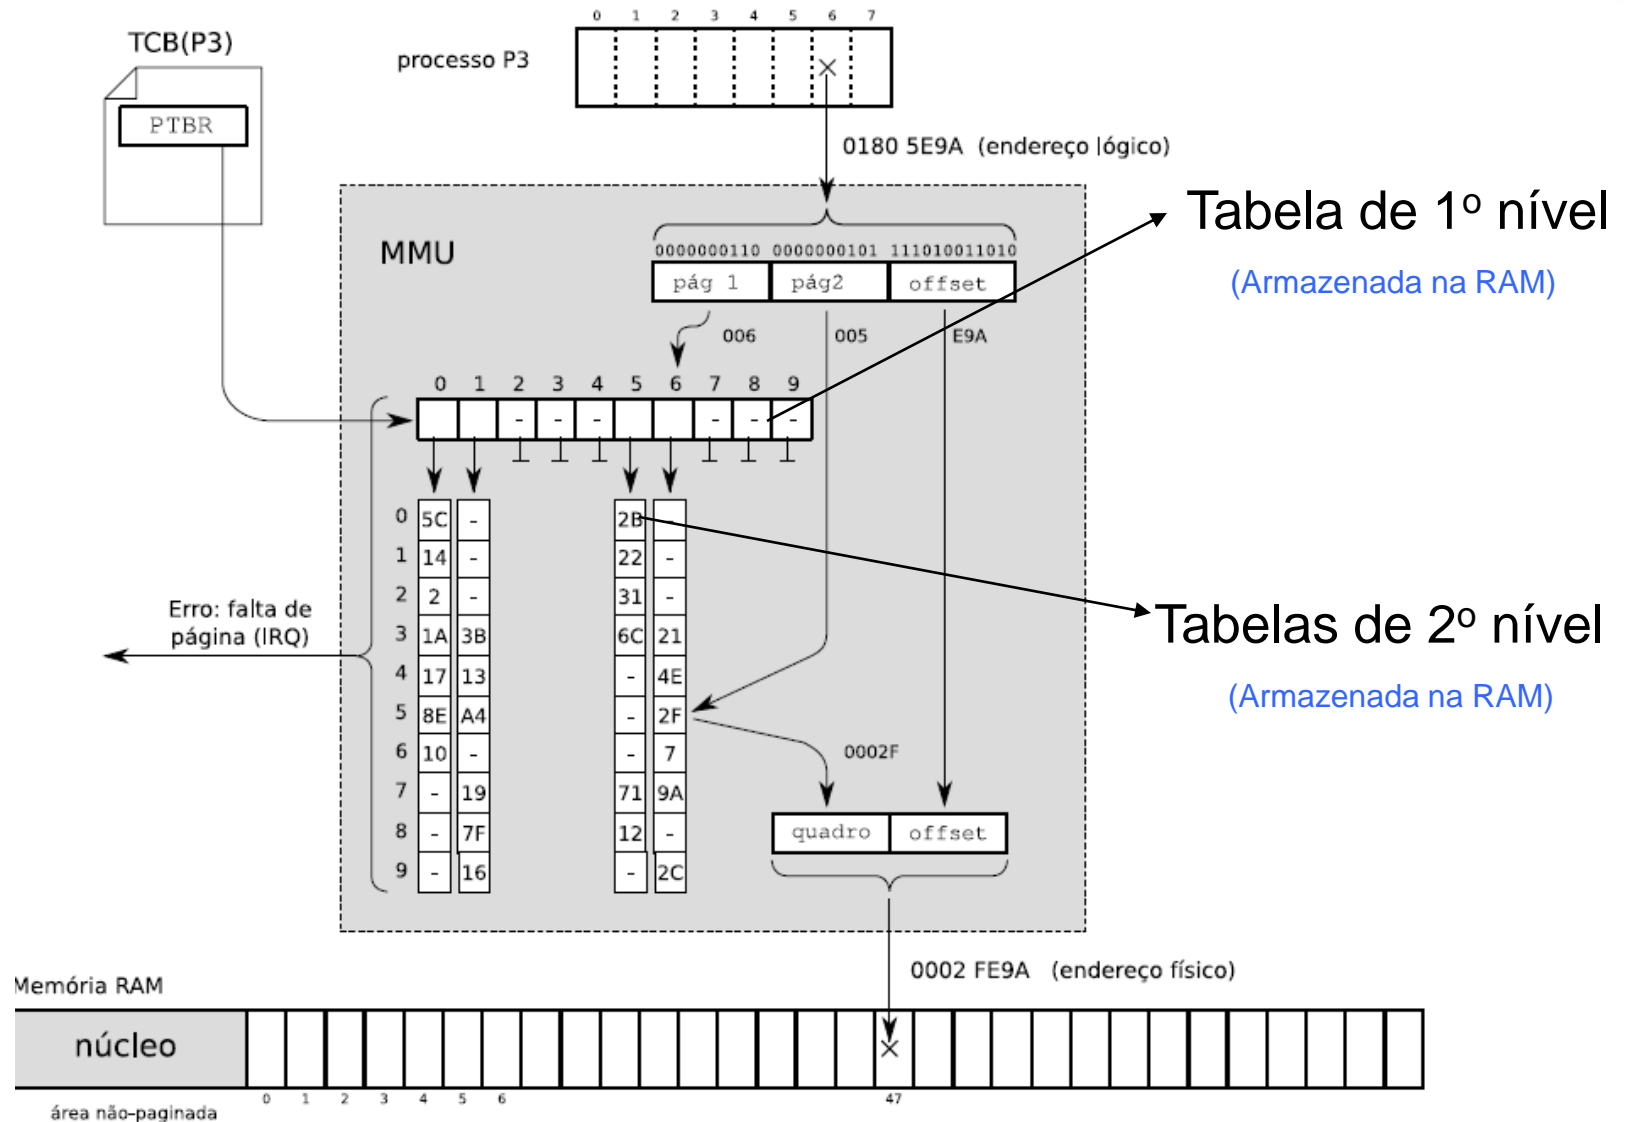 0 1 2 3 4 5 6 7
TCB(P3)
processo P3
PTBR
0180 5E9A (endereço lógico)
Tabela de 1º nível
(Armazenada na RAM)
MMU
0000000110 0000000101 111010011010
pág 1 pág2 offset
006 005 E9A
0 1 2 3 4 5 6 7 8 9
- - - - - -
0 5C - 2B -
1 14 - 22 -
2 2 - 31 -
3 1A 3B 6C 21
4 17 13 - 4E
5 8E A4 - 2F
6 10 - - 7
7 - 19 71 9A
8 - 7F 12 -
9 - 16 - 2C
Erro: falta de
página (IRQ)
Tabelas de 2º nível
(Armazenada na RAM)
0002F
quadro offset
0002 FE9A (endereço físico)
Memória RAM
núcleo
0 1 2 3 4 5 6 47
área não-paginada